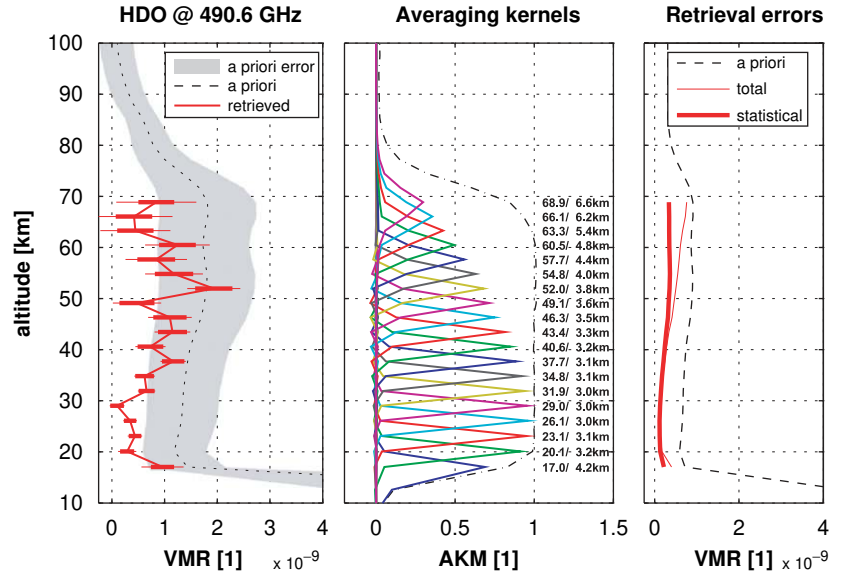 HDO @ 490.6 GHz
Averaging kernels
Retrieval errors
altitude [km]
100
90
80
70
60
50
40
30
20
10
a priori error
a priori
retrieved
0
1
2
3
4
VMR [1]
x 10⁻⁹
68.9/ 6.6km
66.1/ 6.2km
63.3/ 5.4km
60.5/ 4.8km
57.7/ 4.4km
54.8/ 4.0km
52.0/ 3.8km
49.1/ 3.6km
46.3/ 3.5km
43.4/ 3.3km
40.6/ 3.2km
37.7/ 3.1km
34.8/ 3.1km
31.9/ 3.0km
29.0/ 3.0km
26.1/ 3.0km
23.1/ 3.1km
20.1/ 3.2km
17.0/ 4.2km
0
0.5
1
1.5
AKM [1]
a priori
total
statistical
0
2
4
VMR [1]
x 10⁻⁹